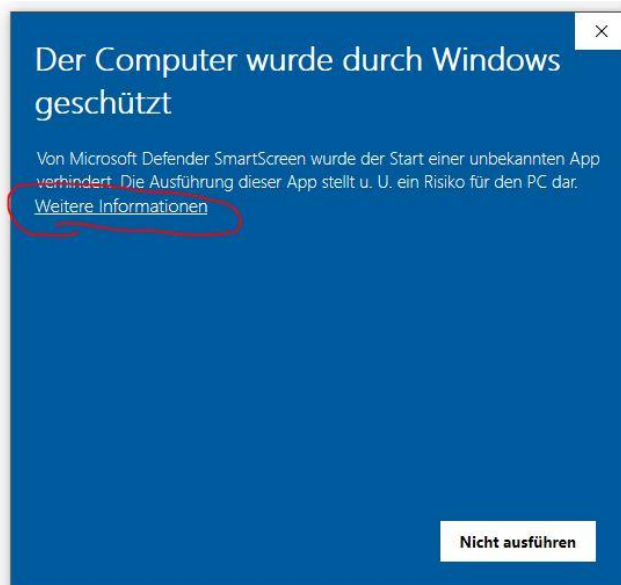 Der Computer wurde durch Windows
geschützt
Von Microsoft Defender SmartScreen wurde der Start einer unbekannten App
verhindert. Die Ausführung dieser App stellt u. U. ein Risiko für den PC dar.
Weitere Informationen
Nicht ausführen